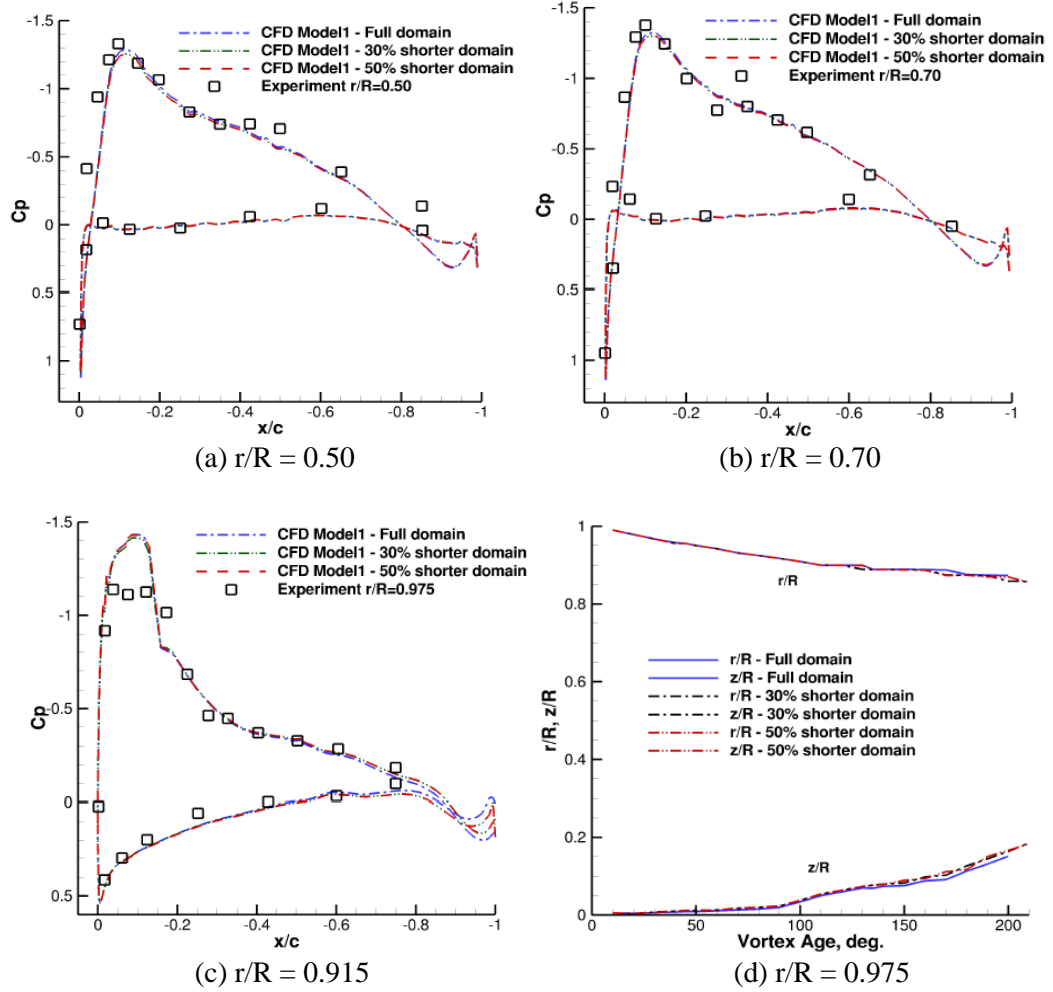 -1.5
-1
-0.5
0
0.5
1
Cp
CFD Model1 - Full domain
CFD Model1 - 30% shorter domain
CFD Model1 - 50% shorter domain
Experiment r/R=0.50
0 -0.2 -0.4 -0.6 -0.8 -1
x/c
(a) r/R = 0.50
-1.5
-1
-0.5
0
0.5
1
Cp
CFD Model1 - Full domain
CFD Model1 - 30% shorter domain
CFD Model1 - 50% shorter domain
Experiment r/R=0.70
0 -0.2 -0.4 -0.6 -0.8 -1
x/c
(b) r/R = 0.70
-1.5
-1
-0.5
0
0.5
Cp
CFD Model1 - Full domain
CFD Model1 - 30% shorter domain
CFD Model1 - 50% shorter domain
Experiment r/R=0.975
0 -0.2 -0.4 -0.6 -0.8 -1
x/c
(c) r/R = 0.915
1
0.8
0.6
0.4
0.2
0
r/R, z/R
r/R
r/R - Full domain
z/R - Full domain
r/R - 30% shorter domain
z/R - 30% shorter domain
r/R - 50% shorter domain
z/R - 50% shorter domain
z/R
50 100 150 200
Vortex Age, deg.
(d) r/R = 0.975